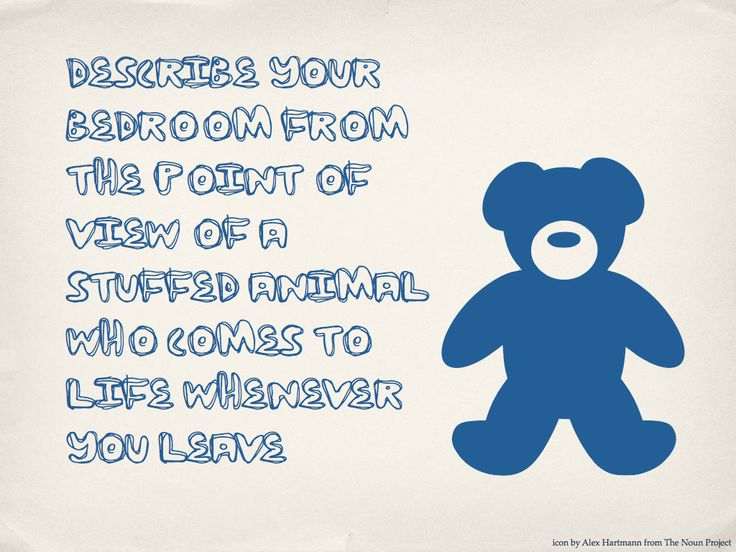 DESCRIBE YOUR
BEDROOM FROM
THE POINT OF
VIEW OF A
STUFFED ANIMAL
WHO COMES TO
LIFE WHENEVER
YOU LEAVE
icon by Alex Hartmann from The Noun Project